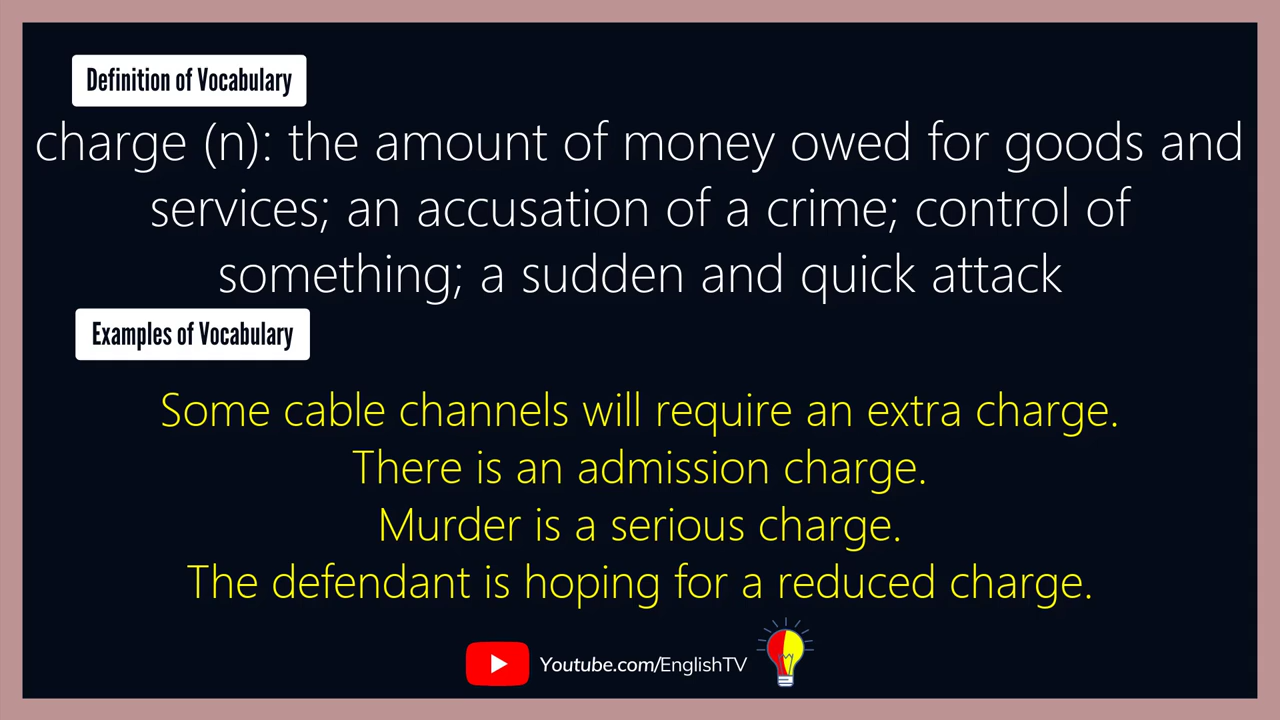 Definition of Vocabulary
charge (n): the amount of money owed for goods and
services; an accusation of a crime; control of
something; a sudden and quick attack
Examples of Vocabulary
Some cable channels will require an extra charge.
There is an admission charge.
Murder is a serious charge.
The defendant is hoping for a reduced charge.
Youtube.com/EnglishTV